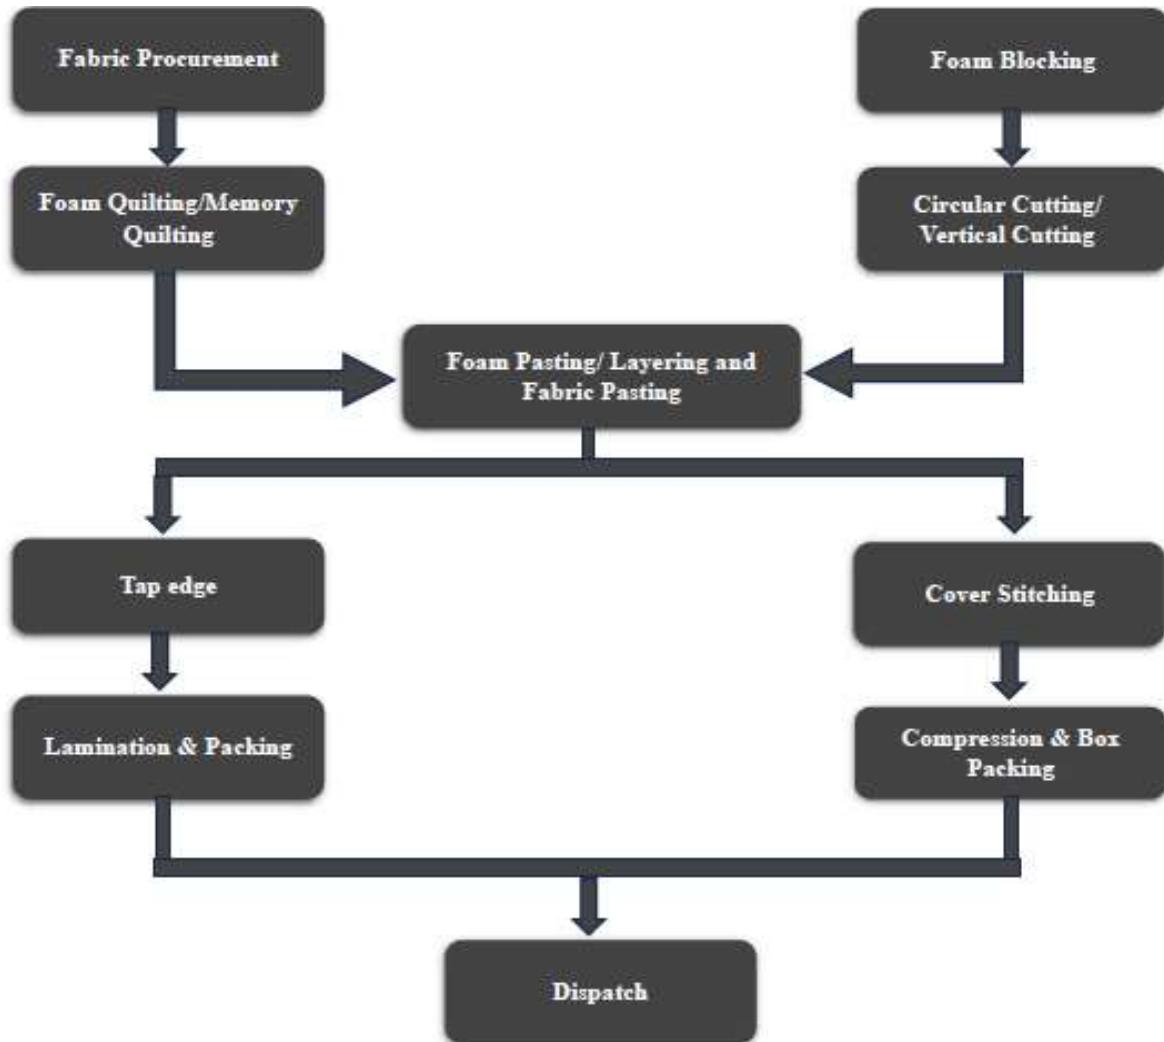 Fabric Procurement
Foam Blocking
Foam Quilting/Memory
Quilting
Circular Cutting/
Vertical Cutting
Foam Pasting/ Layering and
Fabric Pasting
Tap edge
Cover Stitching
Lamination & Packing
Compression & Box
Packing
Dispatch